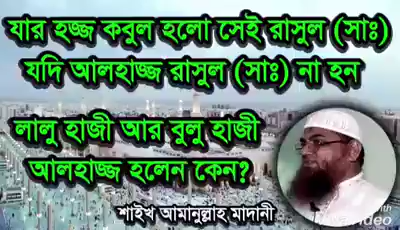 যার হজ্জ কবুল হলো সেই রাসুল (সাঃ)
যদি আলহাজ্জ রাসুল (সাঃ) না হন
লালু হাজী আর বুলু হাজী
আলহাজ্জ হলেন কেন?
শাইখ আমানুল্লাহ মাদানী